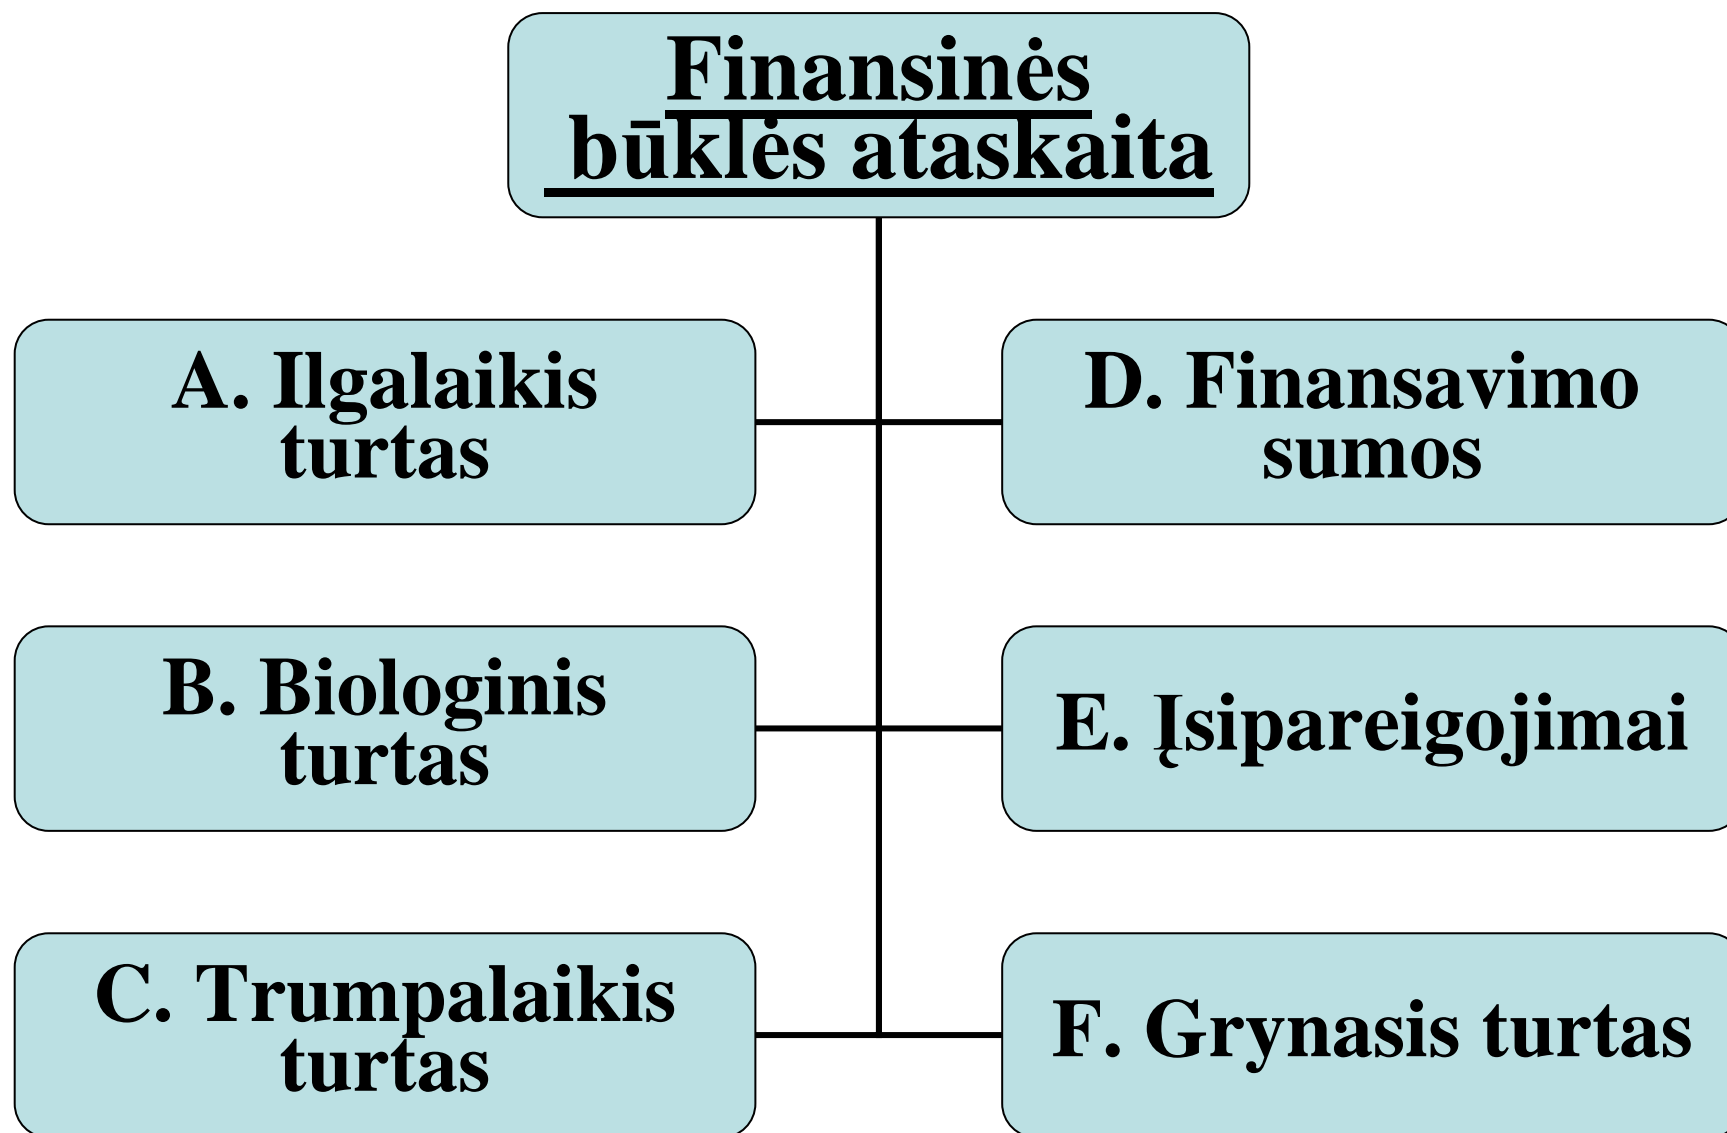 Finansinės
būklės ataskaita
A. Ilgalaikis
turtas
D. Finansavimo
sumos
B. Biologinis
turtas
E. Įsipareigojimai
C. Trumpalaikis
turtas
F. Grynasis turtas